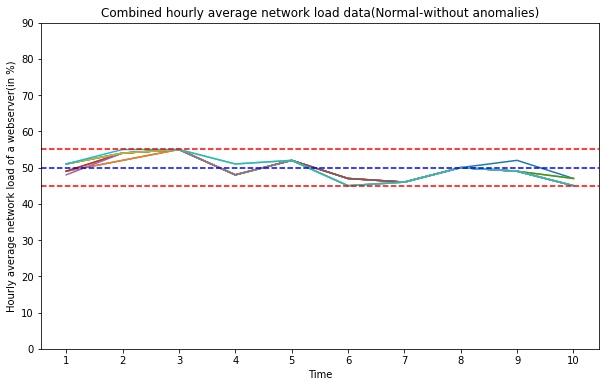 Combined hourly average network load data(Normal-without anomalies)
Hourly average network load of a webserver(in %)
90
80
70
60
50
40
30
20
10
0
1 2 3 4 5 6 7 8 9 10
Time